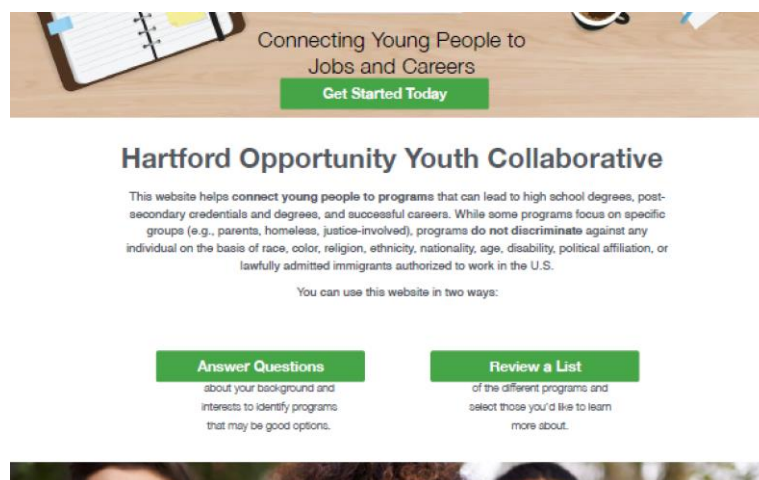 Connecting Young People to
Jobs and Careers
Get Started Today
Hartford Opportunity Youth Collaborative
This website helps connect young people to programs that can lead to high school degrees, post-
secondary credentials and degrees, and successful careers. While some programs focus on specific
groups (e.g., parents, homeless, justice-involved), programs do not discriminate against any
individual on the basis of race, color, religion, ethnicity, nationality, age, disability, political affiliation, or
lawfully admitted immigrants authorized to work in the U.S.
You can use this website in two ways:
Answer Questions
about your background and
interests to identify programs
that may be good options.
Review a List
of the different programs and
select those you'd like to learn
more about.